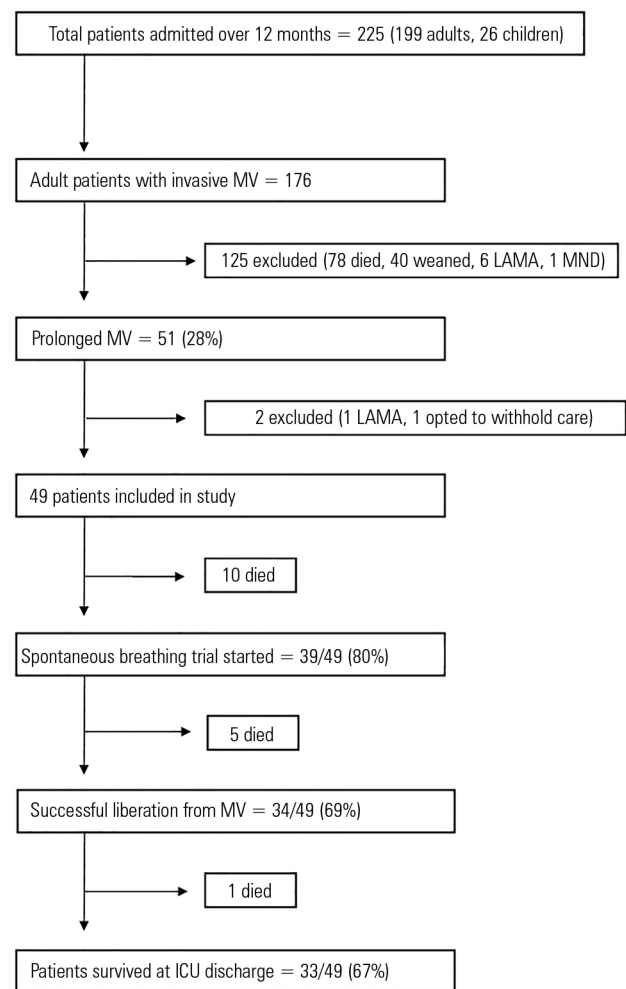 Total patients admitted over 12 months = 225 (199 adults, 26 children)
Adult patients with invasive MV = 176
125 excluded (78 died, 40 weaned, 6 LAMA, 1 MND)
Prolonged MV = 51 (28%)
2 excluded (1 LAMA, 1 opted to withhold care)
49 patients included in study
10 died
Spontaneous breathing trial started = 39/49 (80%)
5 died
Successful liberation from MV = 34/49 (69%)
1 died
Patients survived at ICU discharge = 33/49 (67%)